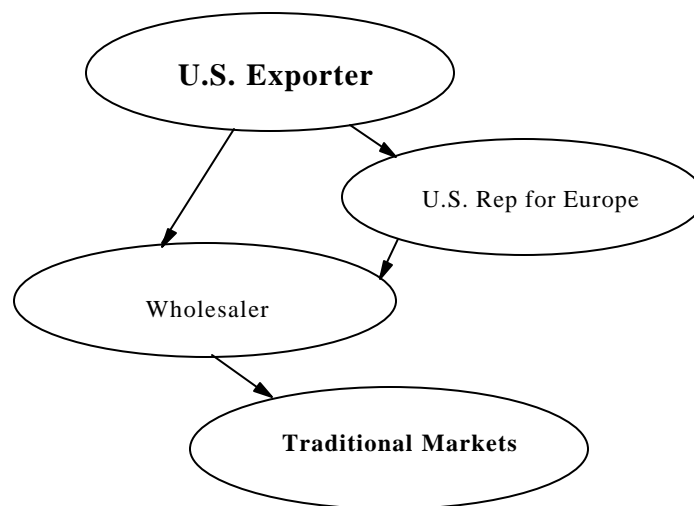 U.S. Exporter
U.S. Rep for Europe
Wholesaler
Traditional Markets